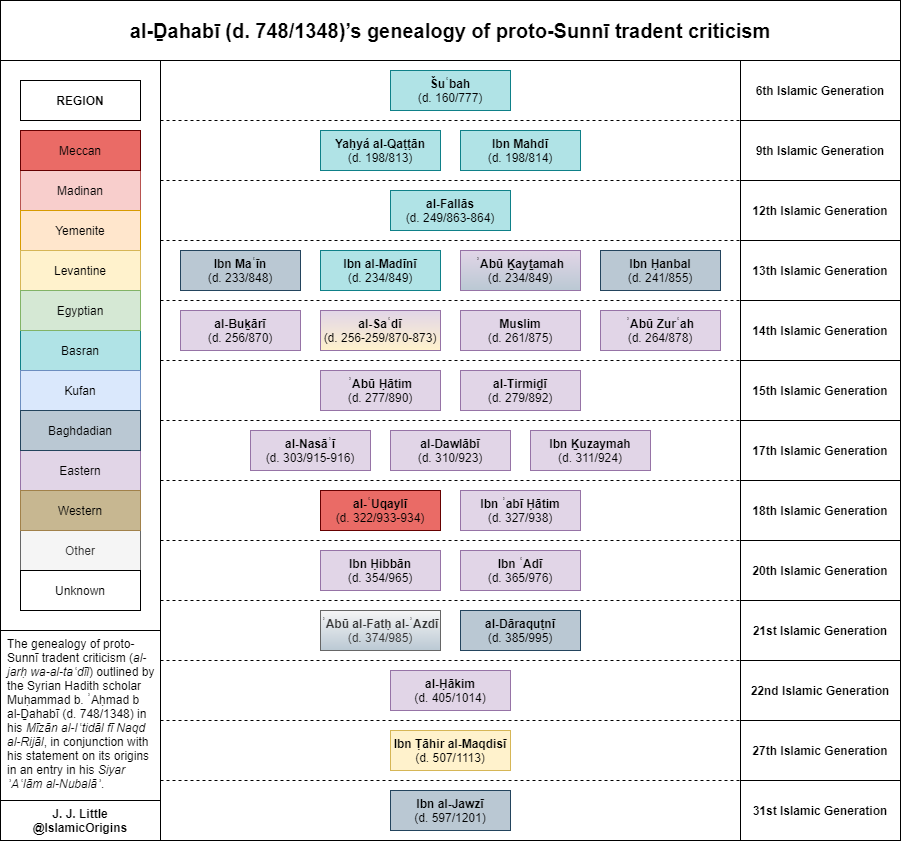 al-Ḏahabī (d. 748/1348)’s genealogy of proto-Sunnī tradent criticism
REGION
Meccan
Madinan
Yemenite
Levantine
Egyptian
Basran
Kufan
Baghdadian
Eastern
Western
Other
Unknown
The genealogy of proto-
Sunnī tradent criticism (al-
jarḥ wa-al-taʿdīl) outlined by
the Syrian Hadith scholar
Muḥammad b. ʾAḥmad b
al-Ḏahabī (d. 748/1348) in
his Mīzān al-Iʿtidāl fī Naqd
al-Rijāl, in conjunction with
his statement on its origins
in an entry in his Siyar
ʾAʿlām al-Nubalāʾ.
J. J. Little
@IslamicOrigins
Šuʿbah
(d. 160/777)
6th Islamic Generation
Yaḥyá al-Qaṭṭān
(d. 198/813)
Ibn Mahdī
(d. 198/814)
9th Islamic Generation
al-Fallās
(d. 249/863-864)
12th Islamic Generation
Ibn Maʿīn
(d. 233/848)
Ibn al-Madīnī
(d. 234/849)
ʾAbū Ḵayṯamah
(d. 234/849)
Ibn Ḥanbal
(d. 241/855)
13th Islamic Generation
al-Buḵārī
(d. 256/870)
al-Saʿdī
(d. 256-259/870-873)
Muslim
(d. 261/875)
ʾAbū Zurʿah
(d. 264/878)
14th Islamic Generation
ʾAbū Ḥātim
(d. 277/890)
al-Tirmiḏī
(d. 279/892)
15th Islamic Generation
al-Nasāʾī
(d. 303/915-916)
al-Dawlābī
(d. 310/923)
Ibn Ḵuzaymah
(d. 311/924)
17th Islamic Generation
al-ʿUqaylī
(d. 322/933-934)
Ibn ʾabī Ḥātim
(d. 327/938)
18th Islamic Generation
Ibn Ḥibbān
(d. 354/965)
Ibn ʿAdī
(d. 365/976)
20th Islamic Generation
ʾAbū al-Fatḥ al-ʾAzdī
(d. 374/985)
al-Dāraquṭnī
(d. 385/995)
21st Islamic Generation
al-Ḥākim
(d. 405/1014)
22nd Islamic Generation
Ibn Ṭāhir al-Maqdisī
(d. 507/1113)
27th Islamic Generation
Ibn al-Jawzī
(d. 597/1201)
31st Islamic Generation